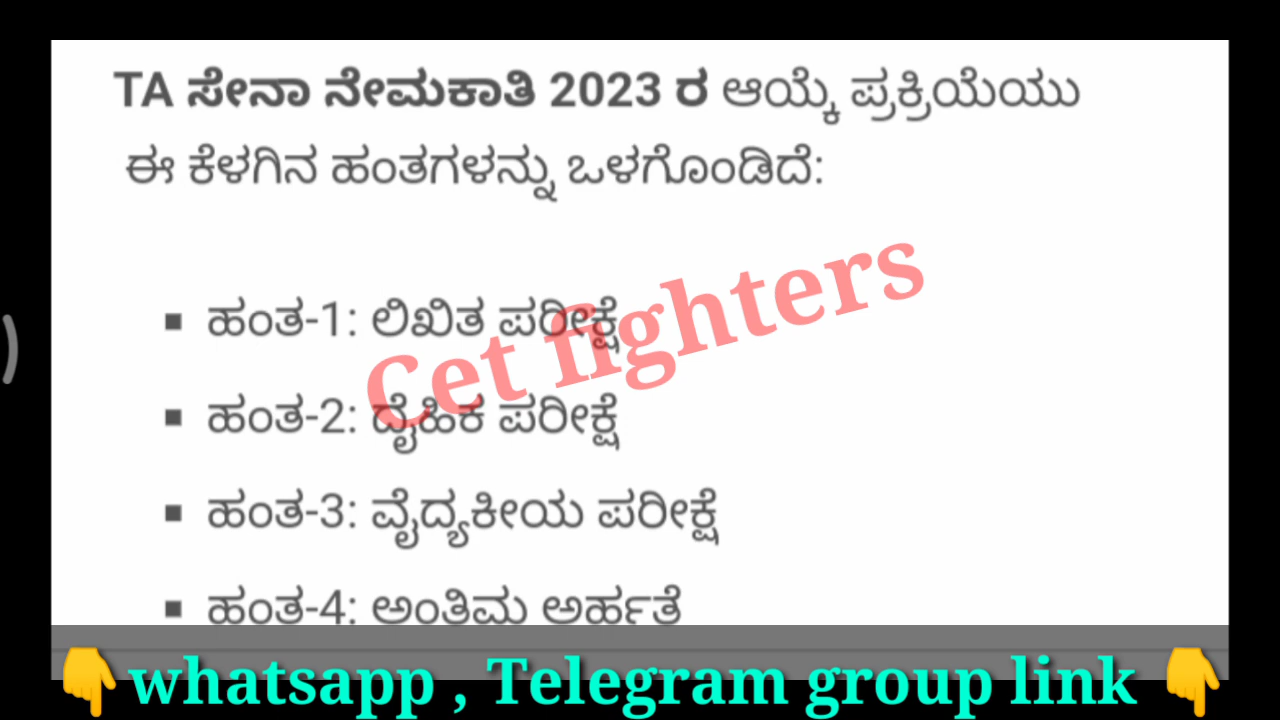 TA ಸೇನಾ ನೇಮಕಾತಿ 2023 ರ ಆಯ್ಕೆ ಪ್ರಕ್ರಿಯೆಯು
ಈ ಕೆಳಗಿನ ಹಂತಗಳನ್ನು ಒಳಗೊಂಡಿದೆ:
Cet fighters
▪ ಹಂತ-1: ಲಿಖಿತ ಪರೀಕ್ಷೆ
▪ ಹಂತ-2: ದೈಹಿಕ ಪರೀಕ್ಷೆ
▪ ಹಂತ-3: ವೈದ್ಯಕೀಯ ಪರೀಕ್ಷೆ
▪ ಹಂತ-4: ಅಂತಿಮ ಅರ್ಹತೆ
👇whatsapp , Telegram group link 👇